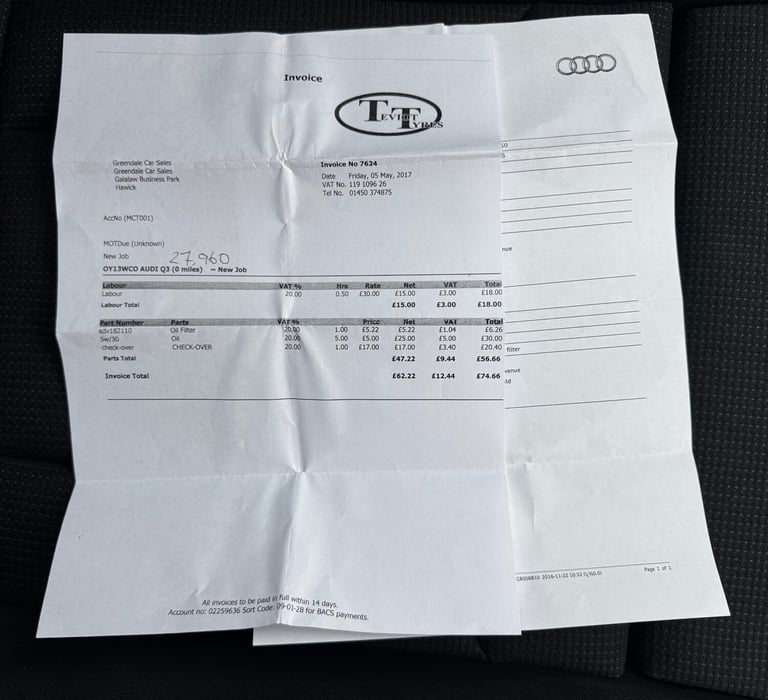 Invoice
TEVIOT TYRES
Greendale Car Sales
Greendale Car Sales
Galalaw Business Park
Hawick
Invoice No 7624
Date Friday, 05 May, 2017
VAT No. 119 1096 26
Tel No. 01450 374875
AccNo (MCT001)
MOTDue (Unknown)
New Job 27,960
OY13WCO AUDI Q3 (0 miles) ~ New Job
Labour VAT % Hrs Rate Net VAT Total
Labour 20.00 0.50 £30.00 £15.00 £3.00 £18.00
Labour Total £15.00 £3.00 £18.00
Part Number Parts VAT % Price Net VAT Total
adv182110 Oil Filter 20.00 1.00 £5.22 £5.22 £1.04 £6.26
5w/30 Oil 20.00 5.00 £5.00 £25.00 £5.00 £30.00
check-over CHECK-OVER 20.00 1.00 £17.00 £17.00 £3.40 £20.40
Parts Total £47.22 £9.44 £56.66
Invoice Total £62.22 £12.44 £74.66
All invoices to be paid in full within 14 days.
Account no: 02259636 Sort Code: 09-01-28 for BACS payments.
nue
filter
venue
ld
2016-11-22 10:32
Page 1 of 1